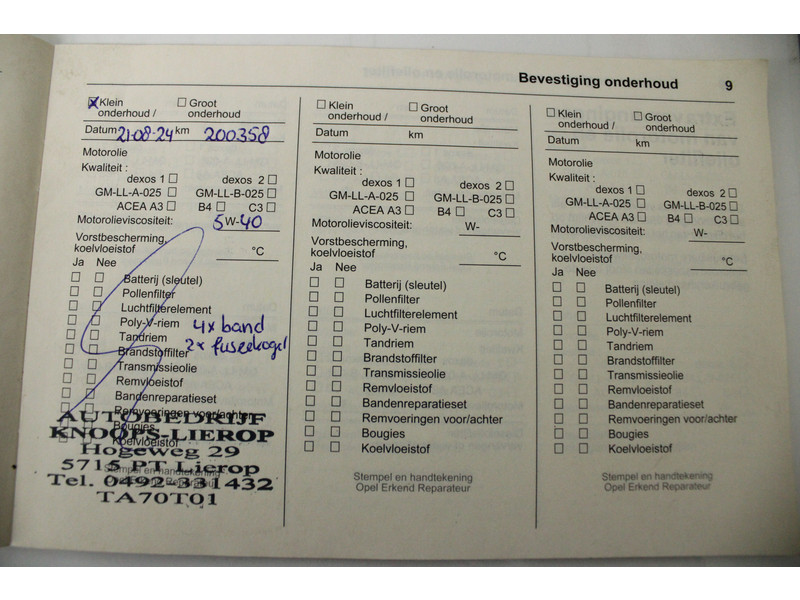 Bevestiging onderhoud 9
☒ Klein onderhoud / ☐ Groot onderhoud
Datum 21-08-24 km 200358
Motorolie
Kwaliteit :
dexos 1 ☐ dexos 2 ☐
GM-LL-A-025 ☐ GM-LL-B-025 ☐
ACEA A3 ☐ B4 ☐ C3 ☐
Motorolieviscositeit: 5W-40
Vorstbescherming,
koelvloeistof °C
Ja Nee
☐ ☐ Batterij (sleutel)
☐ ☐ Pollenfilter
☐ ☐ Luchtfilterelement
☐ ☐ Poly-V-riem 4x band
☐ ☐ Tandriem 2x fuseekogel
☐ ☐ Brandstoffilter
☐ ☐ Transmissieolie
☐ ☐ Remvloeistof
☐ ☐ Bandenreparatieset
☐ ☐ Remvoeringen voor/achter
☐ ☐ Bougies
☐ ☐ Koelvloeistof
AUTOBEDRIJF
KNOOPS-LIEROP
Hogeweg 29
5715 PT Lierop
Tel. 0492-331432
TA70T01
Stempel en handtekening
Opel Erkend Reparateur
☐ Klein onderhoud / ☐ Groot onderhoud
Datum km
Motorolie
Kwaliteit :
dexos 1 ☐ dexos 2 ☐
GM-LL-A-025 ☐ GM-LL-B-025 ☐
ACEA A3 ☐ B4 ☐ C3 ☐
Motorolieviscositeit: W-
Vorstbescherming,
koelvloeistof °C
Ja Nee
☐ ☐ Batterij (sleutel)
☐ ☐ Pollenfilter
☐ ☐ Luchtfilterelement
☐ ☐ Poly-V-riem
☐ ☐ Tandriem
☐ ☐ Brandstoffilter
☐ ☐ Transmissieolie
☐ ☐ Remvloeistof
☐ ☐ Bandenreparatieset
☐ ☐ Remvoeringen voor/achter
☐ ☐ Bougies
☐ ☐ Koelvloeistof
Stempel en handtekening
Opel Erkend Reparateur
☐ Klein onderhoud / ☐ Groot onderhoud
Datum km
Motorolie
Kwaliteit :
dexos 1 ☐ dexos 2 ☐
GM-LL-A-025 ☐ GM-LL-B-025 ☐
ACEA A3 ☐ B4 ☐ C3 ☐
Motorolieviscositeit: W-
Vorstbescherming,
koelvloeistof °C
Ja Nee
☐ ☐ Batterij (sleutel)
☐ ☐ Pollenfilter
☐ ☐ Luchtfilterelement
☐ ☐ Poly-V-riem
☐ ☐ Tandriem
☐ ☐ Brandstoffilter
☐ ☐ Transmissieolie
☐ ☐ Remvloeistof
☐ ☐ Bandenreparatieset
☐ ☐ Remvoeringen voor/achter
☐ ☐ Bougies
☐ ☐ Koelvloeistof
Stempel en handtekening
Opel Erkend Reparateur